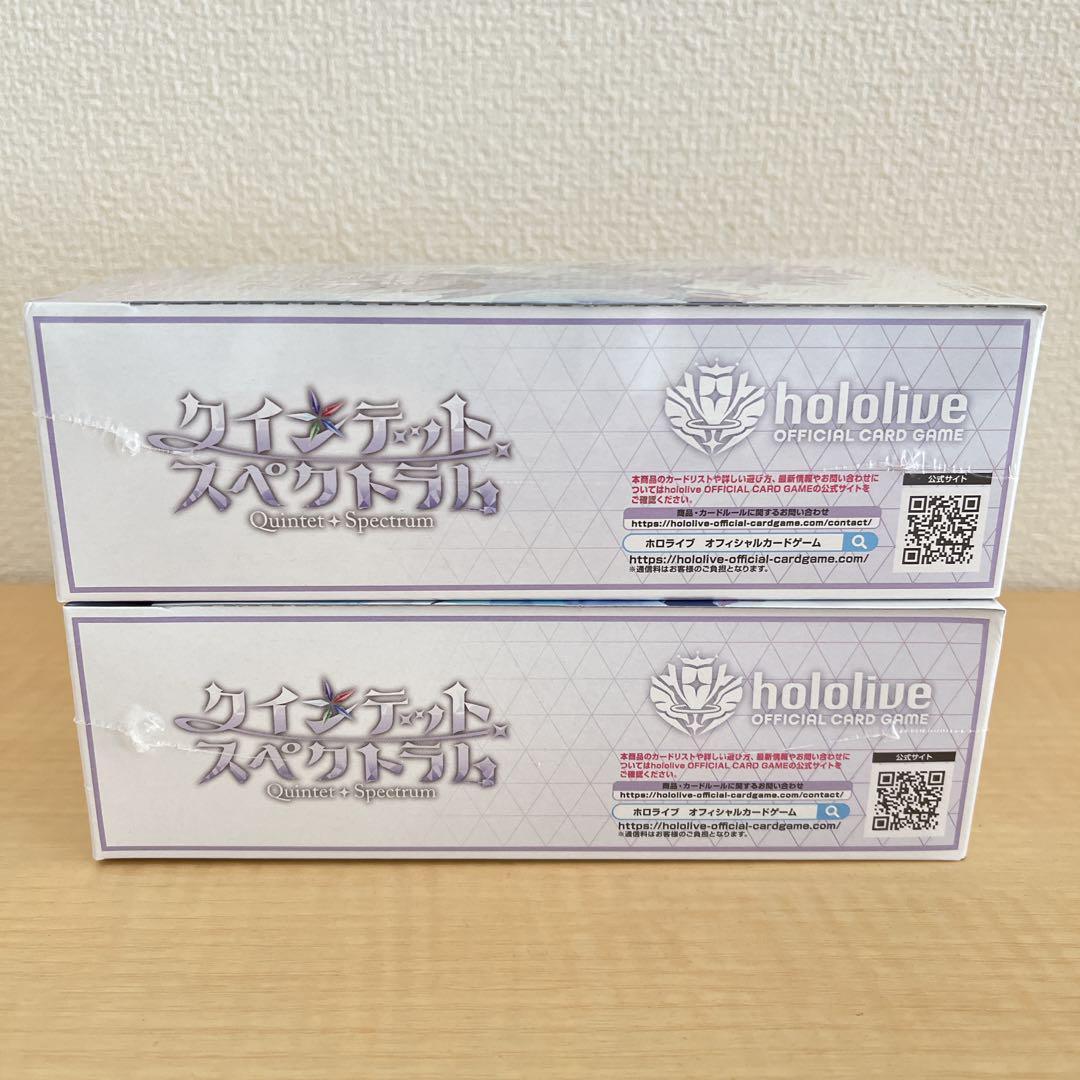 クインテット
スペクトラム
Quintet Spectrum
hololive
OFFICIAL CARD GAME
本商品のカードリストや詳しい遊び方、最新情報やお問い合わせに
ついてはhololive OFFICIAL CARD GAMEの公式サイトを
ご確認ください。
商品・カードルールに関するお問い合わせ
https://hololive-official-cardgame.com/contact/
ホロライブ オフィシャルカードゲーム
https://hololive-official-cardgame.com/
※通信料はお客様のご負担となります。
公式サイト
クインテット
スペクトラム
Quintet Spectrum
hololive
OFFICIAL CARD GAME
本商品のカードリストや詳しい遊び方、最新情報やお問い合わせに
ついてはhololive OFFICIAL CARD GAMEの公式サイトを
ご確認ください。
商品・カードルールに関するお問い合わせ
https://hololive-official-cardgame.com/contact/
ホロライブ オフィシャルカードゲーム
https://hololive-official-cardgame.com/
※通信料はお客様のご負担となります。
公式サイト